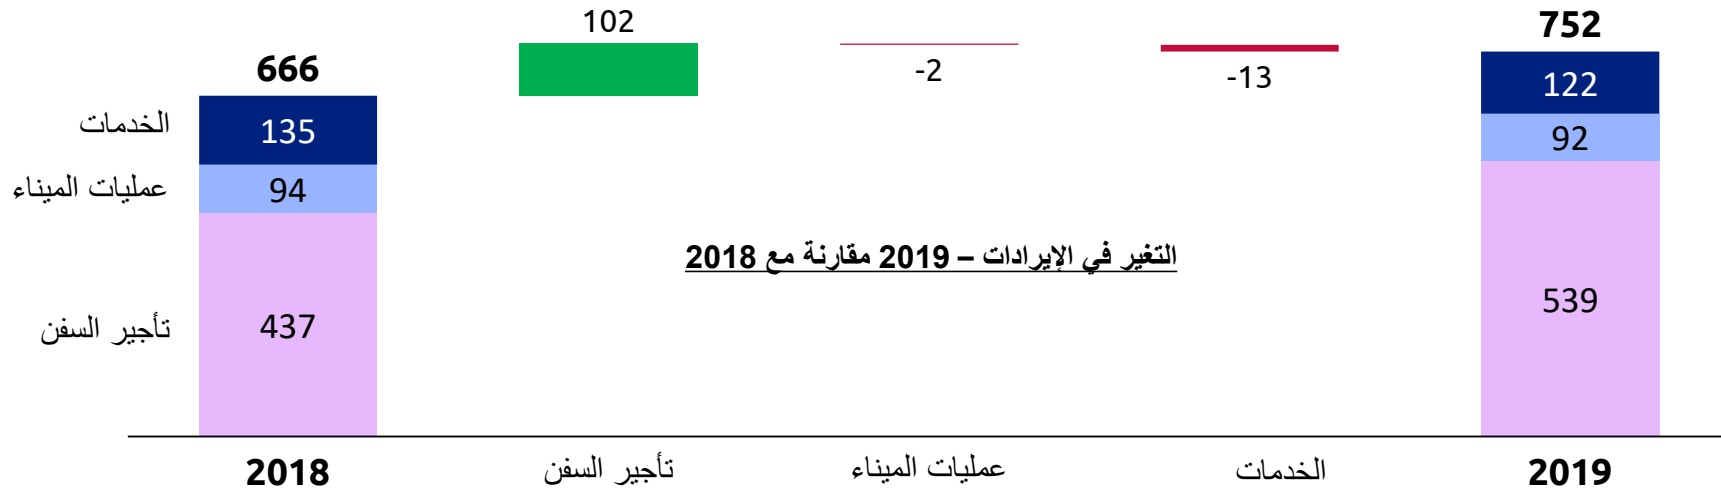 102
752
666
-2
-13
122
الخدمات
135
92
عمليات الميناء
94
التغير في الإيرادات – 2019 مقارنة مع 2018
539
تأجير السفن
437
2018
تأجير السفن
عمليات الميناء
الخدمات
2019